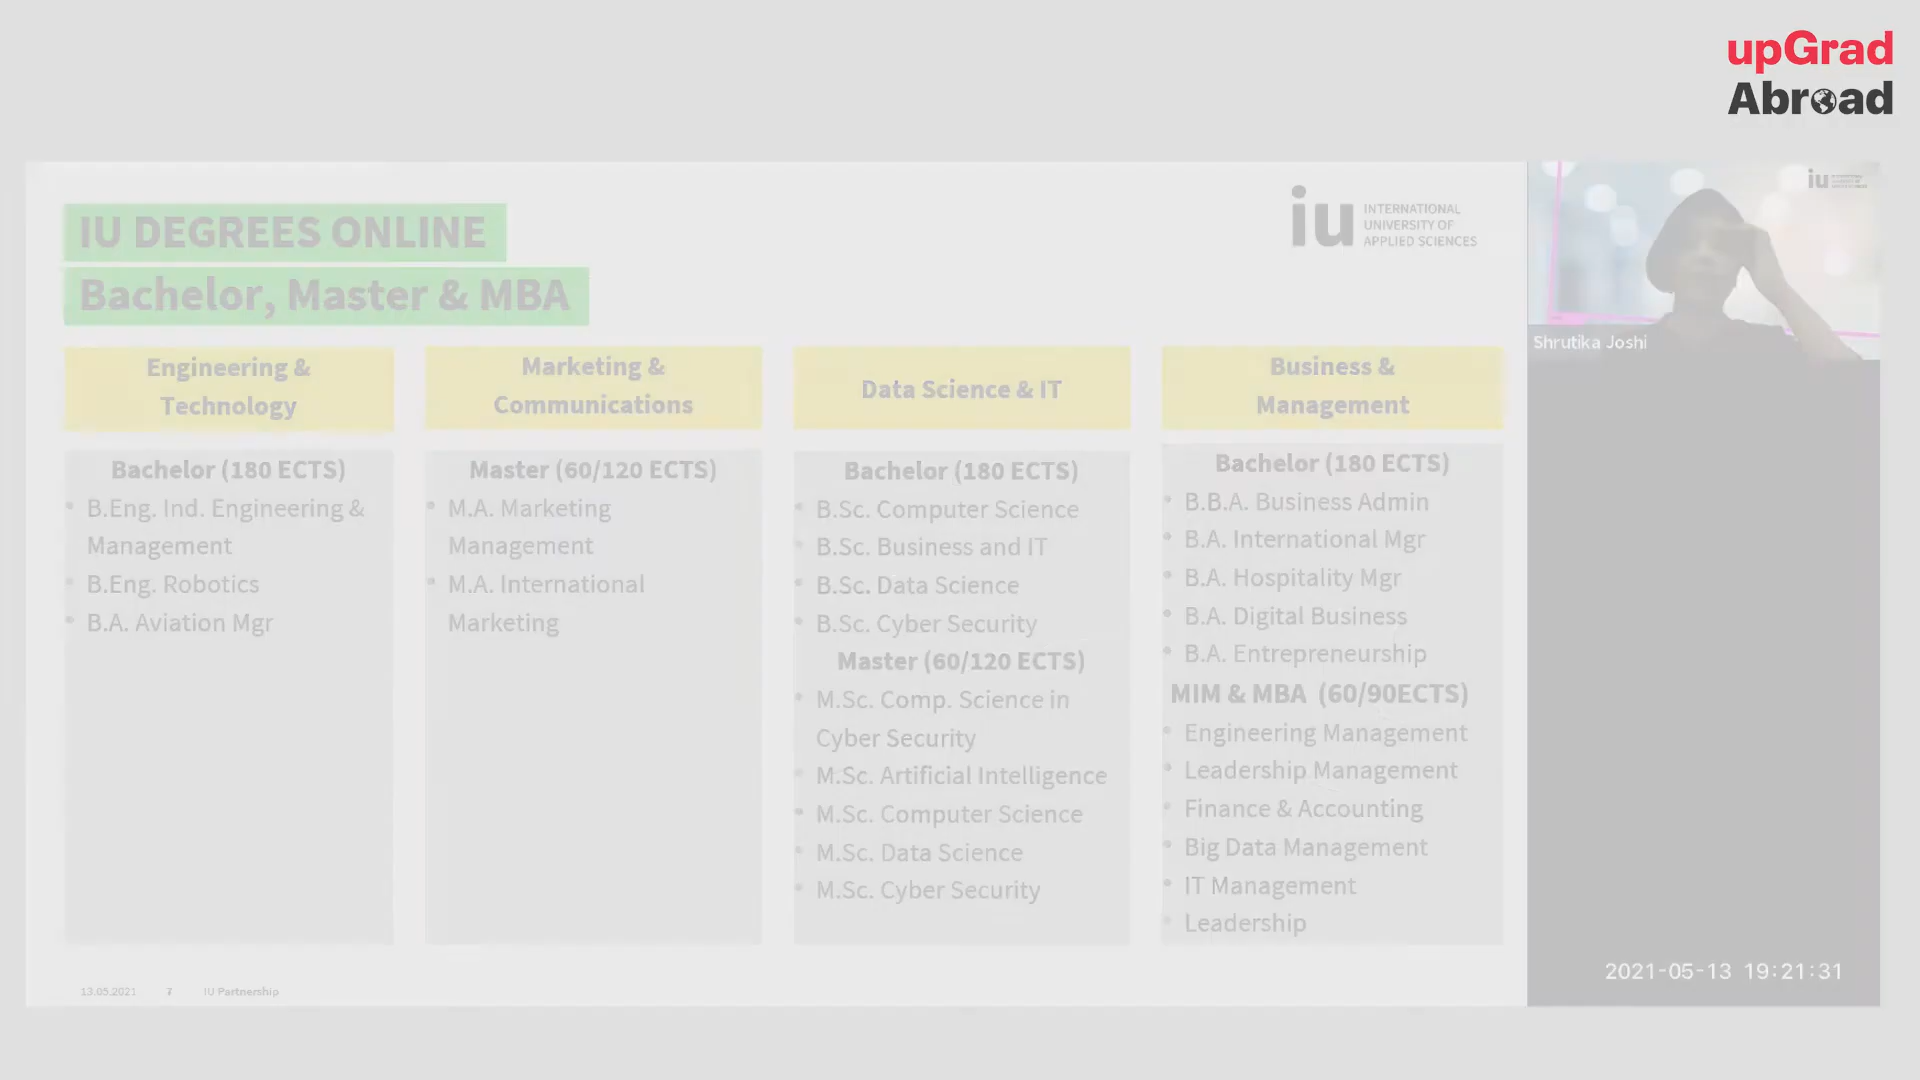 upGrad
Abroad
IU DEGREES ONLINE
Bachelor, Master & MBA
iu INTERNATIONAL
UNIVERSITY OF
APPLIED SCIENCES
iu
Shrutika Joshi
Engineering &
Technology
Bachelor (180 ECTS)
• B.Eng. Ind. Engineering &
Management
• B.Eng. Robotics
• B.A. Aviation Mgr
Marketing &
Communications
Master (60/120 ECTS)
• M.A. Marketing
Management
• M.A. International
Marketing
Data Science & IT
Bachelor (180 ECTS)
• B.Sc. Computer Science
• B.Sc. Business and IT
• B.Sc. Data Science
• B.Sc. Cyber Security
Master (60/120 ECTS)
• M.Sc. Comp. Science in
Cyber Security
• M.Sc. Artificial Intelligence
• M.Sc. Computer Science
• M.Sc. Data Science
• M.Sc. Cyber Security
Business &
Management
Bachelor (180 ECTS)
• B.B.A. Business Admin
• B.A. International Mgr
• B.A. Hospitality Mgr
• B.A. Digital Business
• B.A. Entrepreneurship
MIM & MBA (60/90ECTS)
• Engineering Management
• Leadership Management
• Finance & Accounting
• Big Data Management
• IT Management
• Leadership
2021-05-13 19:21:31
13.05.2021 7 IU Partnership